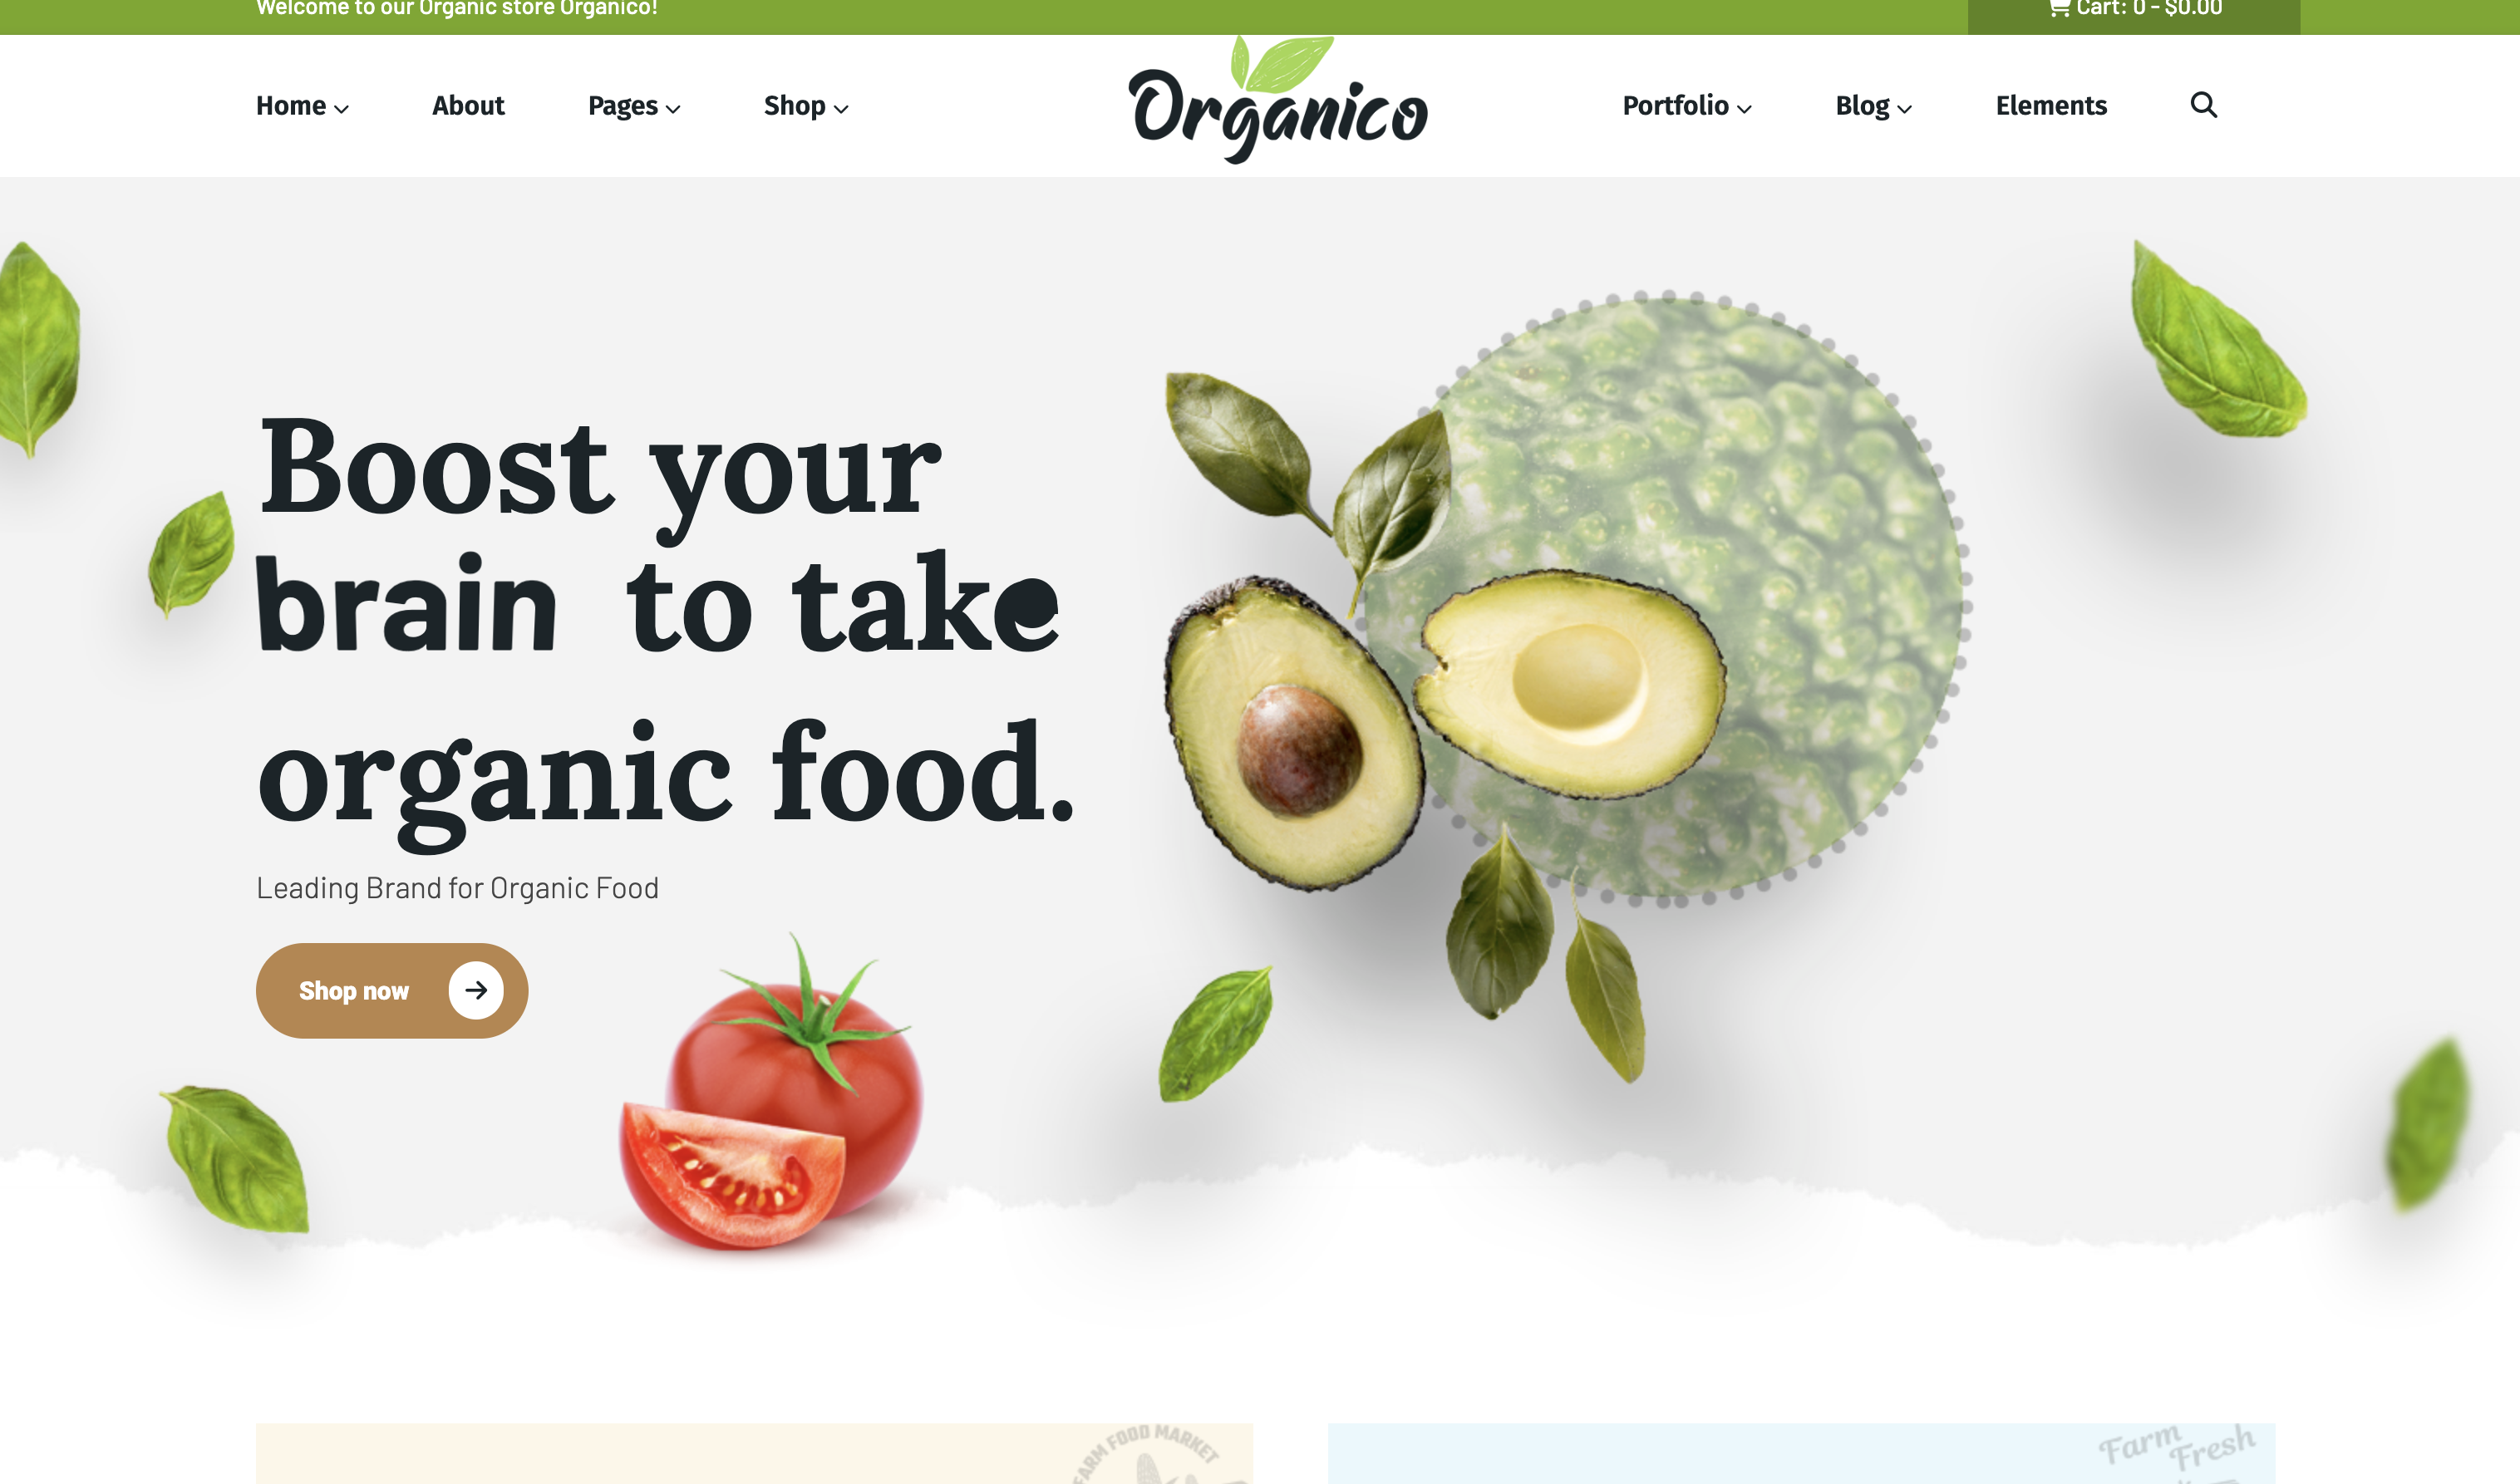 Welcome to our Organic store Organico!
Cart: 0 - $0.00
Home
About
Pages
Shop
Organico
Portfolio
Blog
Elements
Boost your
brain to take
organic food.
Leading Brand for Organic Food
Shop now
FARM FOOD MARKET
Farm
Fresh